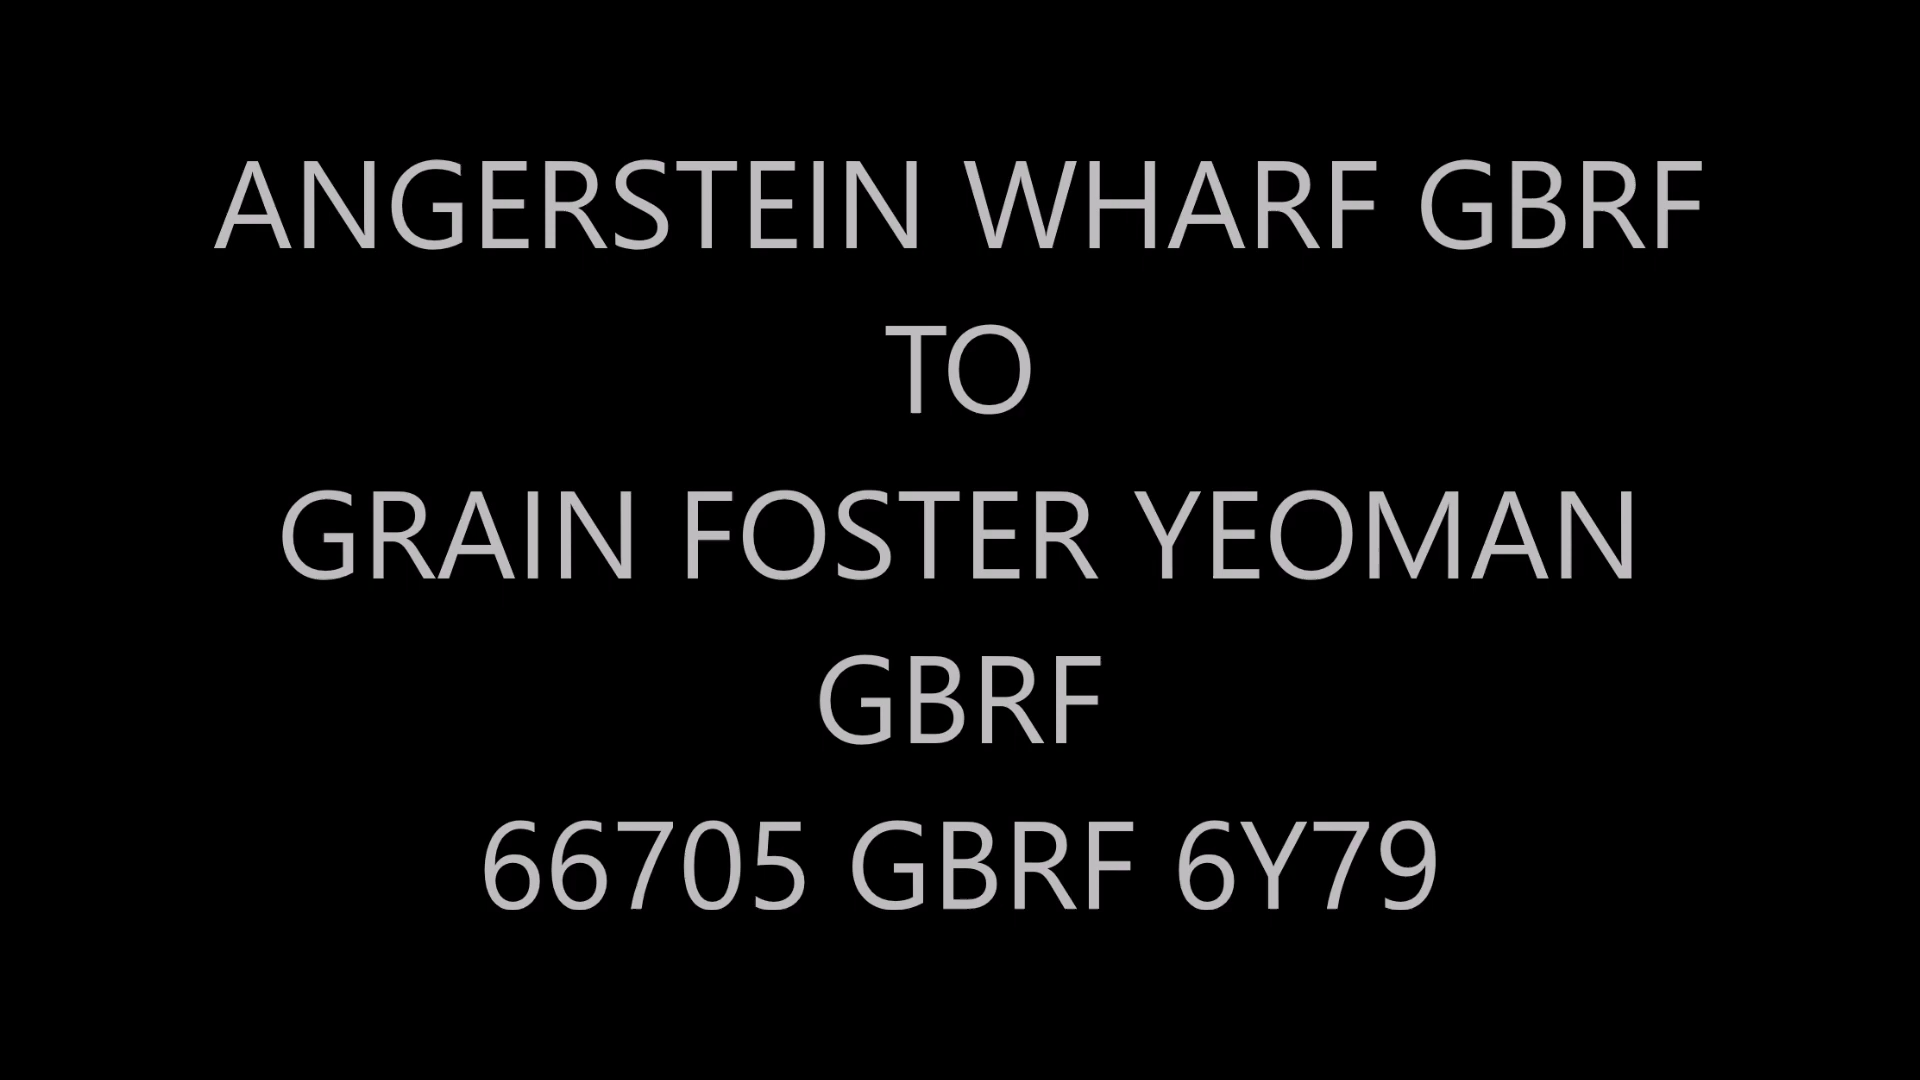 ANGERSTEIN WHARF GBRF
TO
GRAIN FOSTER YEOMAN
GBRF
66705 GBRF 6Y79